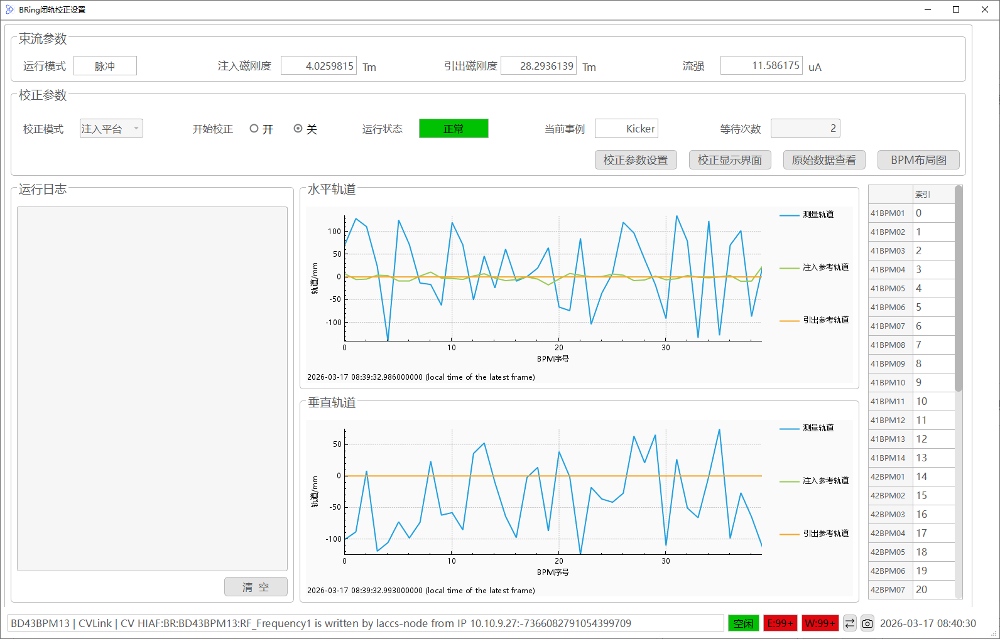 BRing闭轨校正设置
束流参数
运行模式 脉冲 注入磁刚度 4.0259815 Tm 引出磁刚度 28.2936139 Tm 流强 11.586175 uA
校正参数
校正模式 注入平台 开始校正 开 关 运行状态 正常 当前事例 Kicker 等待次数 2
校正参数设置 校正显示界面 原始数据查看 BPM布局图
运行日志
清 空
水平轨道
轨道/mm
100
50
0
-50
-100
0 10 20 30
BPM序号
测量轨道
注入参考轨道
引出参考轨道
2026-03-17 08:39:32.986000000 (local time of the latest frame)
垂直轨道
轨道/mm
50
0
-50
-100
0 10 20 30
BPM序号
测量轨道
注入参考轨道
引出参考轨道
2026-03-17 08:39:32.993000000 (local time of the latest frame)
索引
41BPM01 0
41BPM02 1
41BPM03 2
41BPM04 3
41BPM05 4
41BPM06 5
41BPM07 6
41BPM08 7
41BPM09 8
41BPM10 9
41BPM11 10
41BPM12 11
41BPM13 12
41BPM14 13
42BPM01 14
42BPM02 15
42BPM03 16
42BPM04 17
42BPM05 18
42BPM06 19
42BPM07 20
BD43BPM13 | CVLink | CV HIAF:BR:BD43BPM13:RF_Frequency1 is written by laccs-node from IP 10.10.9.27:-7366082791054399709
空闲 E:99+ W:99+ 2026-03-17 08:40:30